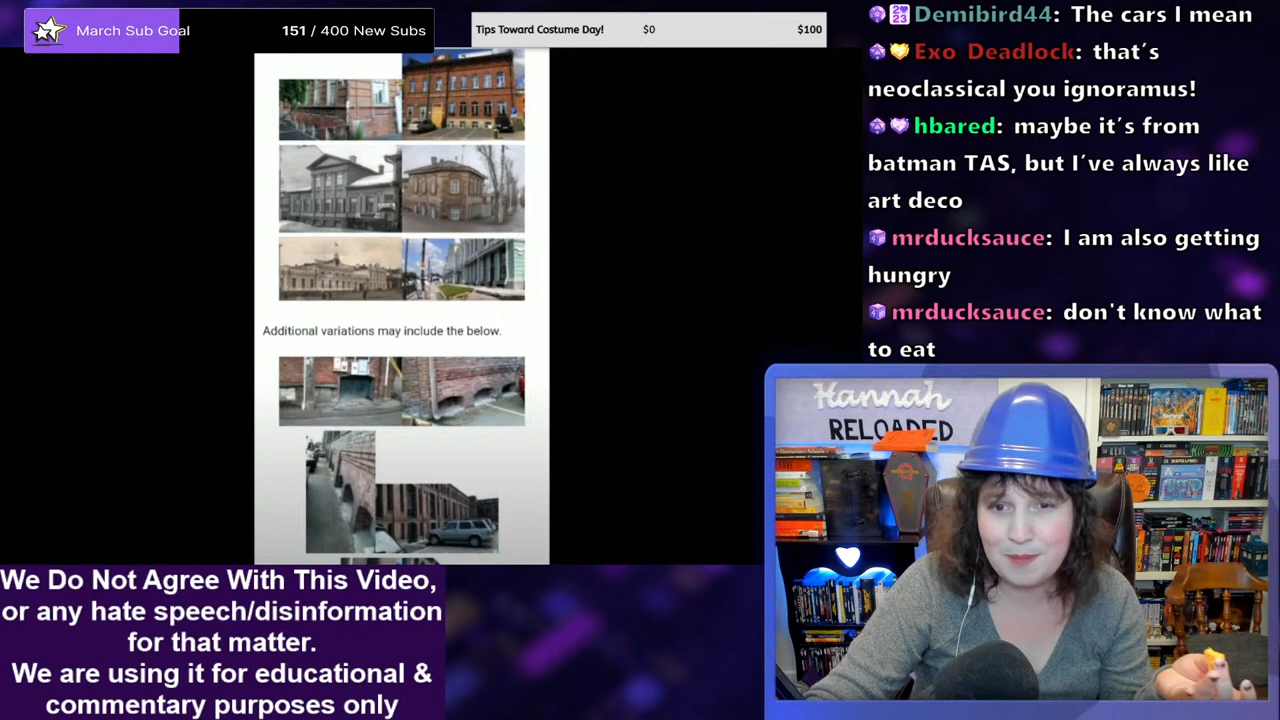 March Sub Goal
151 / 400 New Subs
Tips Toward Costume Day!
$0
$100
Demibird44: The cars I mean
Exo Deadlock: that's
neoclassical you ignoramus!
hbared: maybe it's from
batman TAS, but I've always like
art deco
mrducksauce: I am also getting
hungry
mrducksauce: don't know what
to eat
Additional variations may include the below.
Hannah
RELOADED
We Do Not Agree With This Video,
or any hate speech/disinformation
for that matter.
We are using it for educational &
commentary purposes only